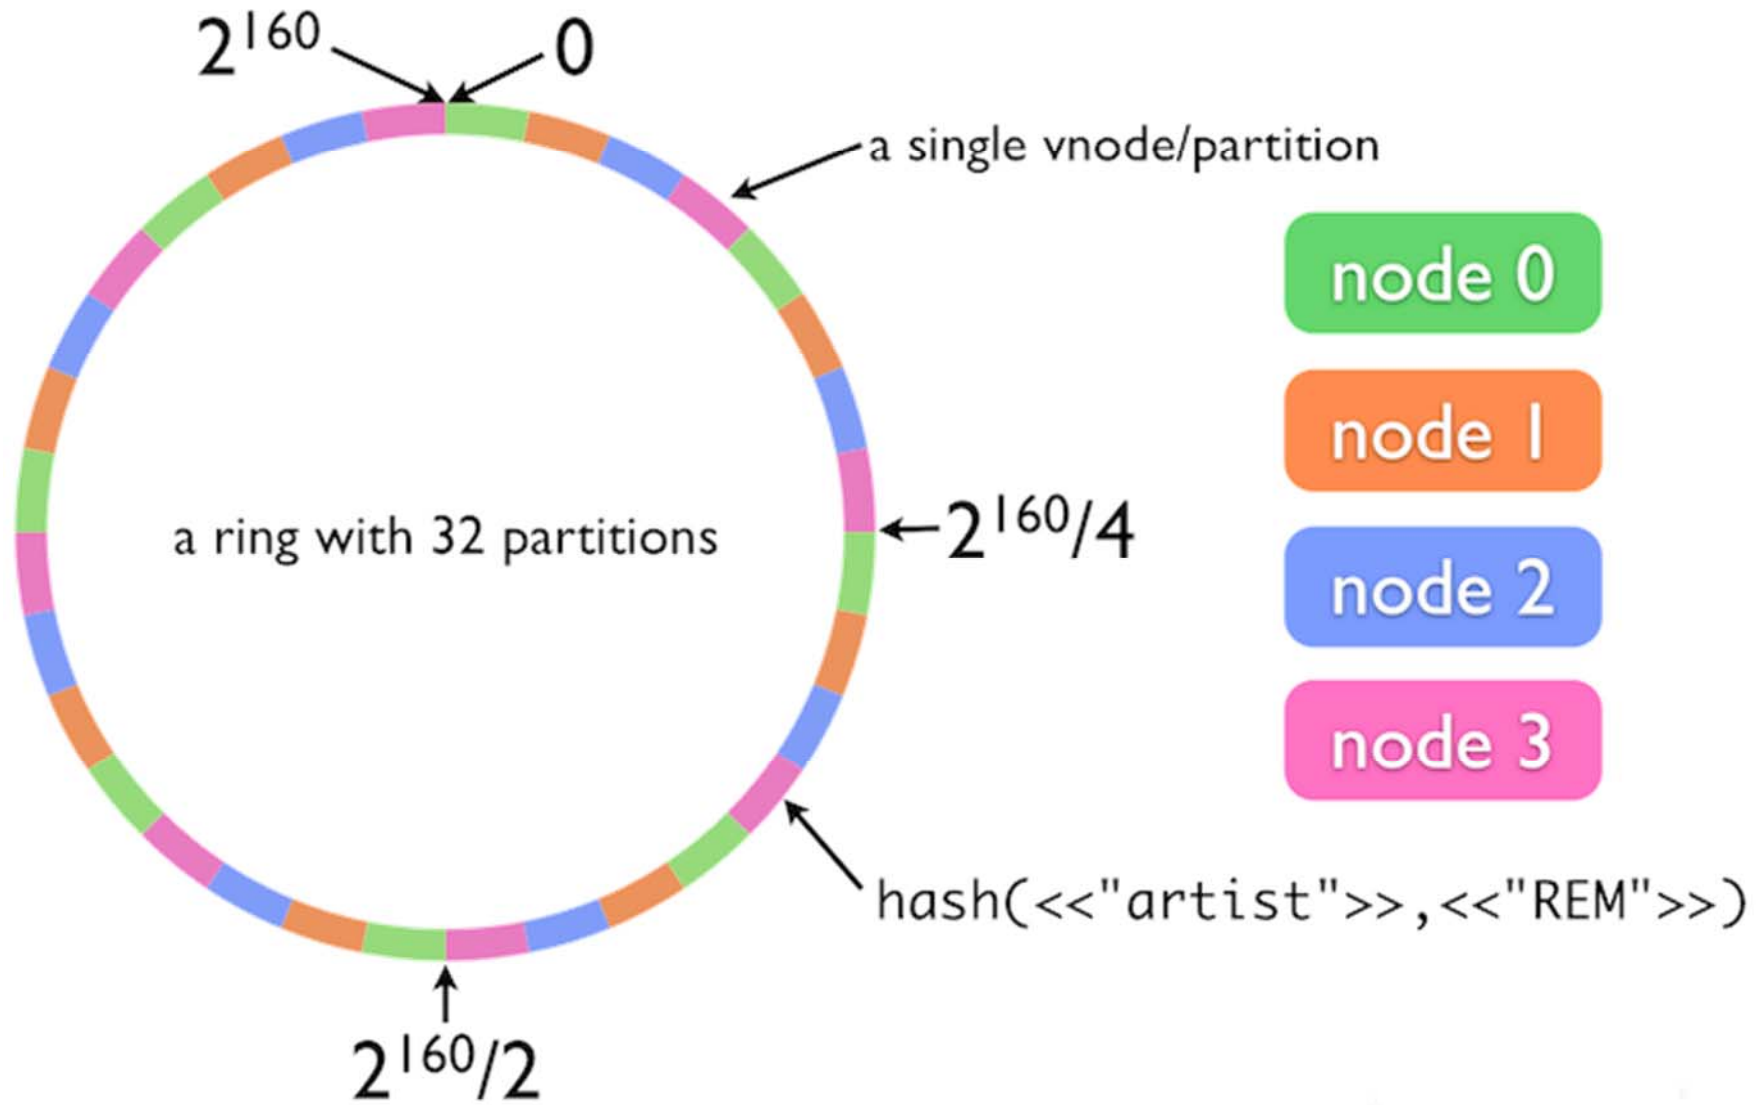 2^160
0
a single vnode/partition
node 0
node 1
a ring with 32 partitions
2^160/4
node 2
node 3
hash(<<"artist">>,<<"REM">>)
2^160/2